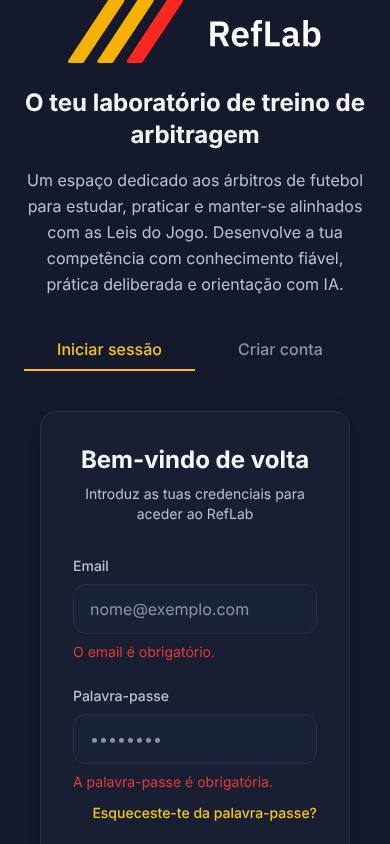 RefLab
O teu laboratório de treino de
arbitragem
Um espaço dedicado aos árbitros de futebol
para estudar, praticar e manter-se alinhados
com as Leis do Jogo. Desenvolve a tua
competência com conhecimento fiável,
prática deliberada e orientação com IA.
Iniciar sessão
Criar conta
Bem-vindo de volta
Introduz as tuas credenciais para
aceder ao RefLab
Email
nome@exemplo.com
O email é obrigatório.
Palavra-passe
••••••••
A palavra-passe é obrigatória.
Esqueceste-te da palavra-passe?